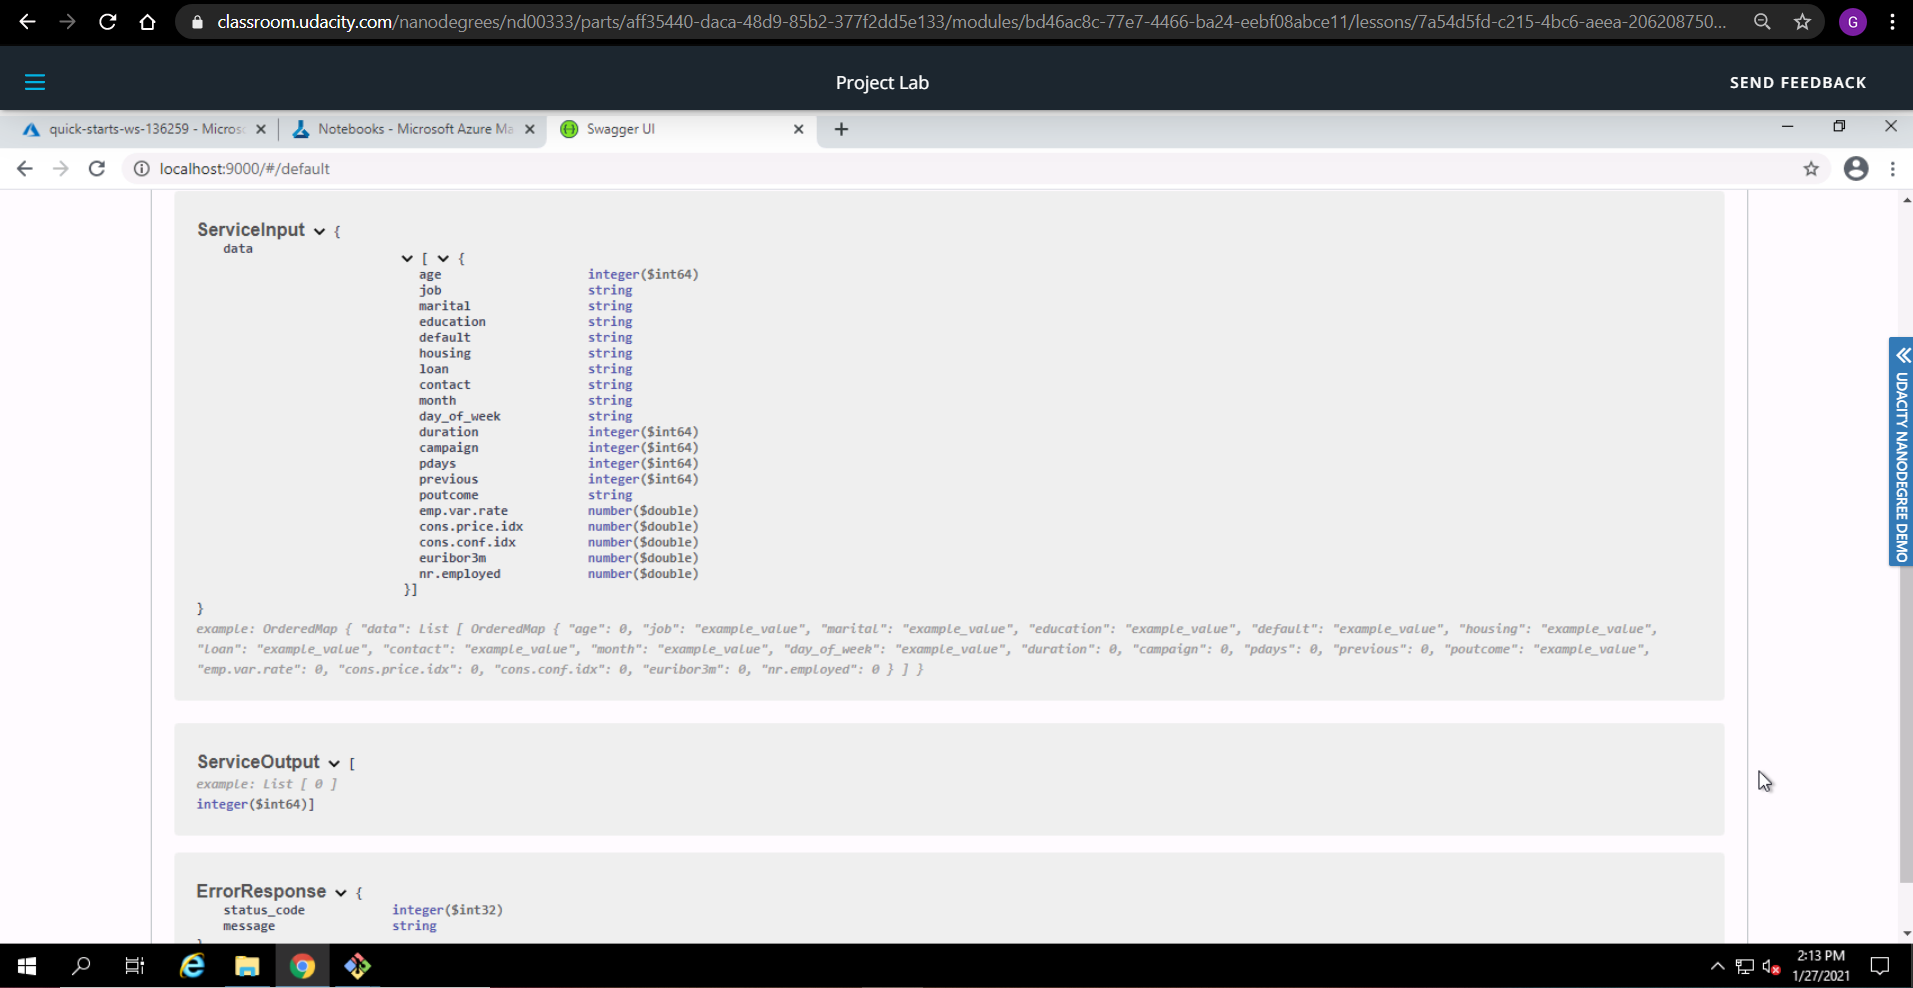 classroom.udacity.com/nanodegrees/nd00333/parts/aff35440-daca-48d9-85b2-377f2dd5e133/modules/bd46ac8c-77e7-4466-ba24-eebf08abce11/lessons/7a54d5fd-c215-4bc6-aeea-206208750...
G
Project Lab
SEND FEEDBACK
quick-starts-ws-136259 - Micros
Notebooks - Microsoft Azure Ma
Swagger UI
localhost:9000/#/default
ServiceInput {
data
[ {
age integer($int64)
job string
marital string
education string
default string
housing string
loan string
contact string
month string
day_of_week string
duration integer($int64)
campaign integer($int64)
pdays integer($int64)
previous integer($int64)
poutcome string
emp.var.rate number($double)
cons.price.idx number($double)
cons.conf.idx number($double)
euribor3m number($double)
nr.employed number($double)
}]
}
example: OrderedMap { "data": List [ OrderedMap { "age": 0, "job": "example_value", "marital": "example_value", "education": "example_value", "default": "example_value", "housing": "example_value",
"loan": "example_value", "contact": "example_value", "month": "example_value", "day_of_week": "example_value", "duration": 0, "campaign": 0, "pdays": 0, "previous": 0, "poutcome": "example_value",
"emp.var.rate": 0, "cons.price.idx": 0, "cons.conf.idx": 0, "euribor3m": 0, "nr.employed": 0 } ] }
ServiceOutput [
example: List [ 0 ]
integer($int64)]
ErrorResponse {
status_code integer($int32)
message string
}
UDACITY NANODEGREE DEMO
2:13 PM
1/27/2021